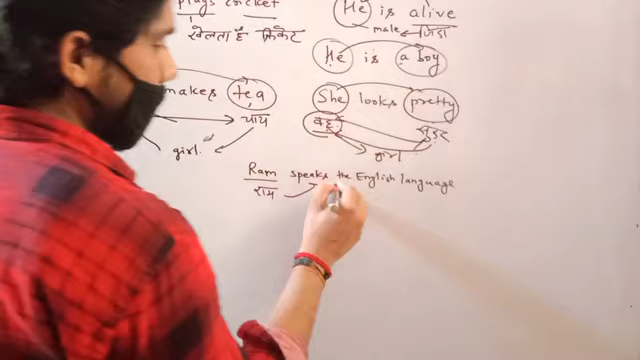 plays cricket
खेलता है क्रिकेट
makes tea
चाय
girl.
He is alive
male जिंदा
He is a boy
She looks pretty
वह सुंदर
girl
Ram speaks the English language
राम